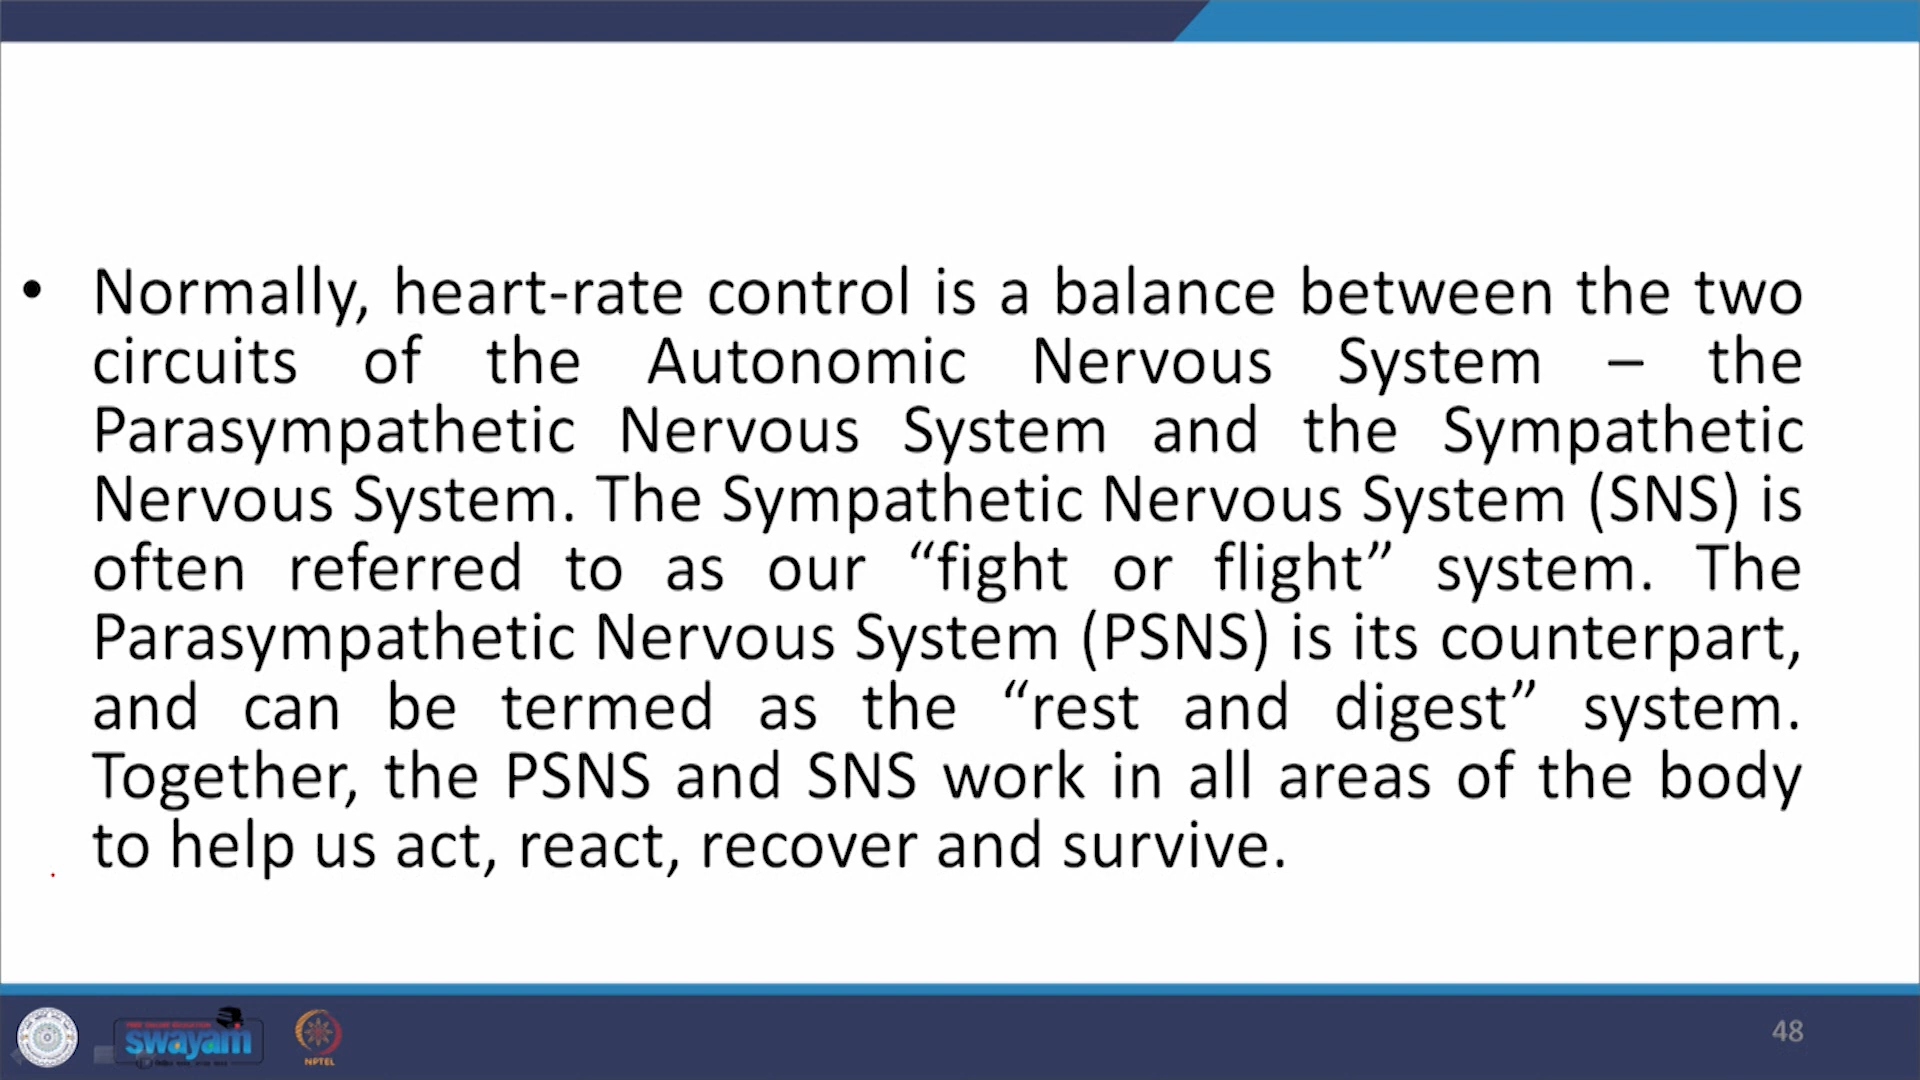 • Normally, heart-rate control is a balance between the two
circuits of the Autonomic Nervous System – the
Parasympathetic Nervous System and the Sympathetic
Nervous System. The Sympathetic Nervous System (SNS) is
often referred to as our “fight or flight” system. The
Parasympathetic Nervous System (PSNS) is its counterpart,
and can be termed as the “rest and digest” system.
Together, the PSNS and SNS work in all areas of the body
to help us act, react, recover and survive.
swayam
NPTEL
48